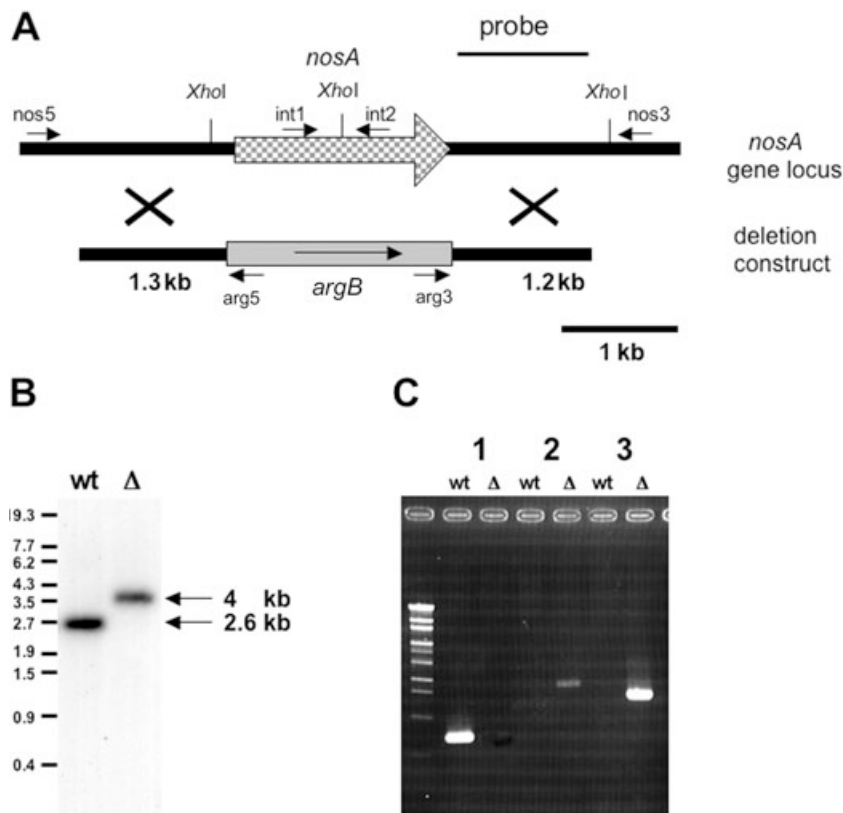 A
probe
nosA
XhoI XhoI XhoI
nos5 int1 int2 nos3
nosA
gene locus
deletion
construct
1.3 kb argB 1.2 kb
arg5 arg3
1 kb
B
wt Δ
19.3
7.7
6.2
4.3
3.5
2.7
1.9
1.5
0.9
0.4
4 kb
2.6 kb
C
1 2 3
wt Δ wt Δ wt Δ